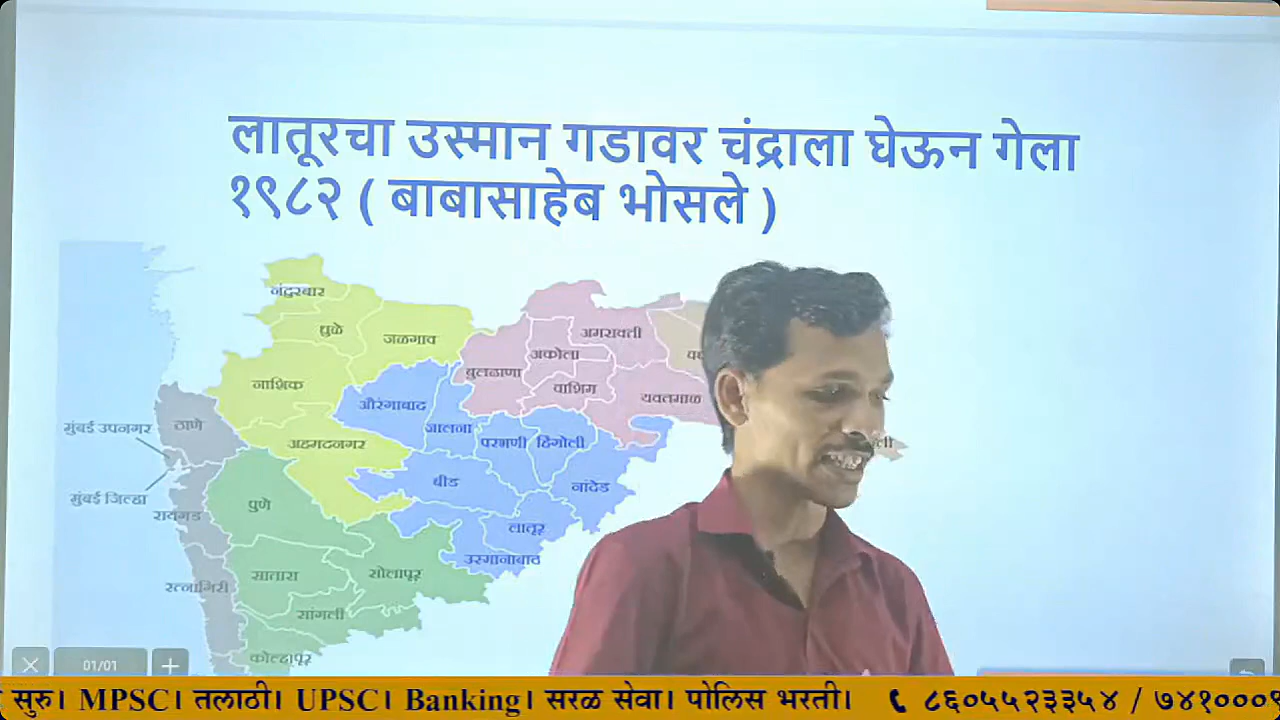 लातूरचा उस्मान गडावर चंद्राला घेऊन गेला
१९८२ ( बाबासाहेब भोसले )
नंदुरबार
धुळे
जळगाव
अमरावती
अकोला
बुलढाणा
वाशिम
यवतमाळ
नाशिक
औरंगाबाद
जालना
परभणी
हिंगोली
ठाणे
मुंबई उपनगर
अहमदनगर
बीड
नांदेड
मुंबई जिल्हा
रायगड
पुणे
लातूर
उस्मानाबाद
सातारा
सोलापूर
रत्नागिरी
सांगली
कोल्हापूर
01/01
सुरु। MPSC। तलाठी। UPSC। Banking। सरळ सेवा। पोलिस भरती। ८६०५५२३३५४ / ७४१०००९